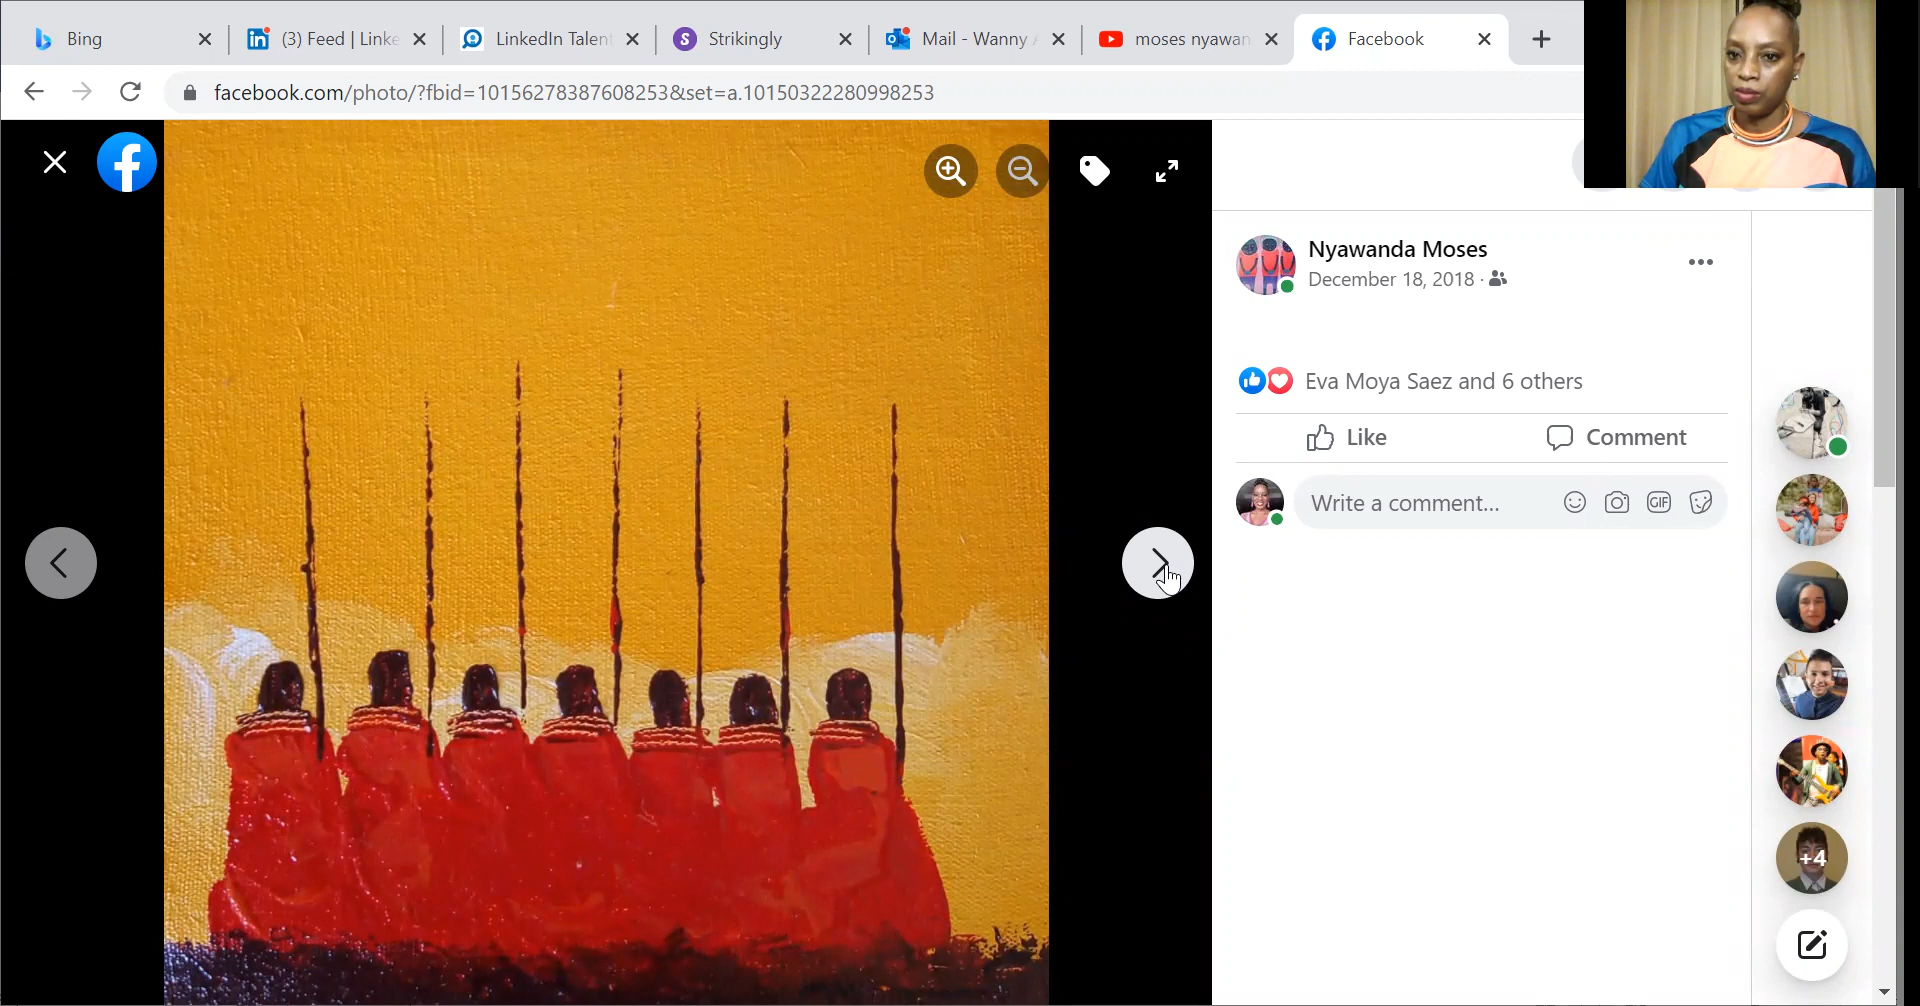 Bing
(3) Feed | Linke
LinkedIn Talent
Strikingly
Mail - Wanny
moses nyawan
Facebook
facebook.com/photo/?fbid=10156278387608253&set=a.10150322280998253
Nyawanda Moses
December 18, 2018 ·
Eva Moya Saez and 6 others
Like
Comment
Write a comment...
GIF
+4